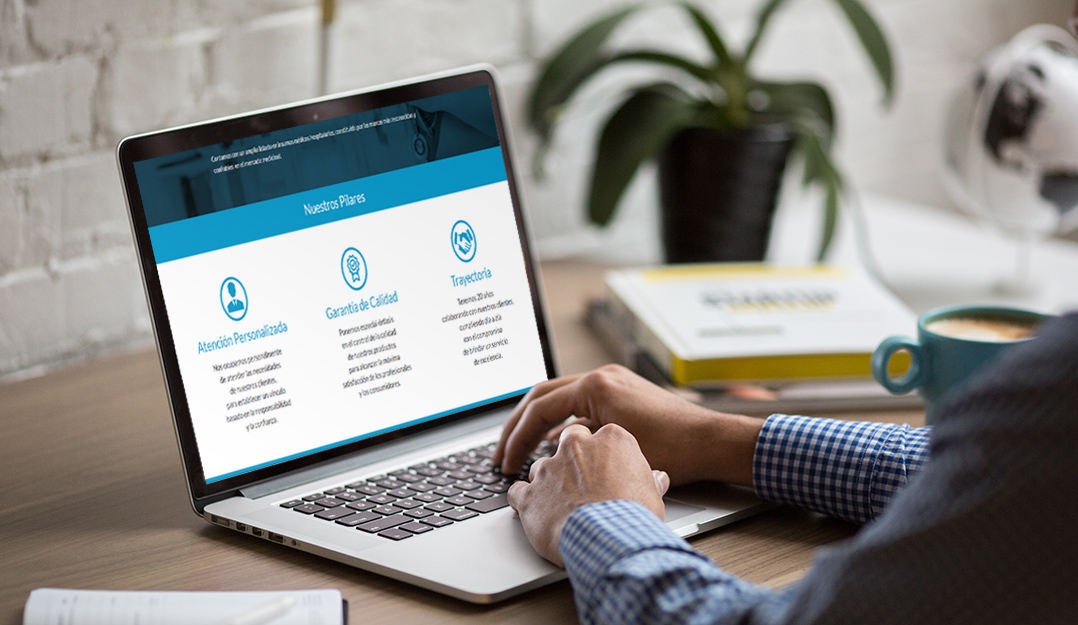 Contamos con un amplio listado en insumos médicos hospitalarios, constituido por las marcas más reconocidas y
confiables en el mercado medicinal.
Nuestros Pilares
Atención Personalizada
Nos ocupamos personalmente
de atender las necesidades
de nuestros clientes,
para establecer un vínculo
basado en la responsabilidad
y la confianza.
Garantía de Calidad
Ponemos especial énfasis
en el control de la calidad
de nuestros productos
para alcanzar la máxima
satisfacción de los profesionales
y los consumidores.
Trayectoria
Tenemos 20 años
colaborando con nuestros clientes,
cumpliendo día a día
con el compromiso
de brindar un servicio
de excelencia.
STARTUP